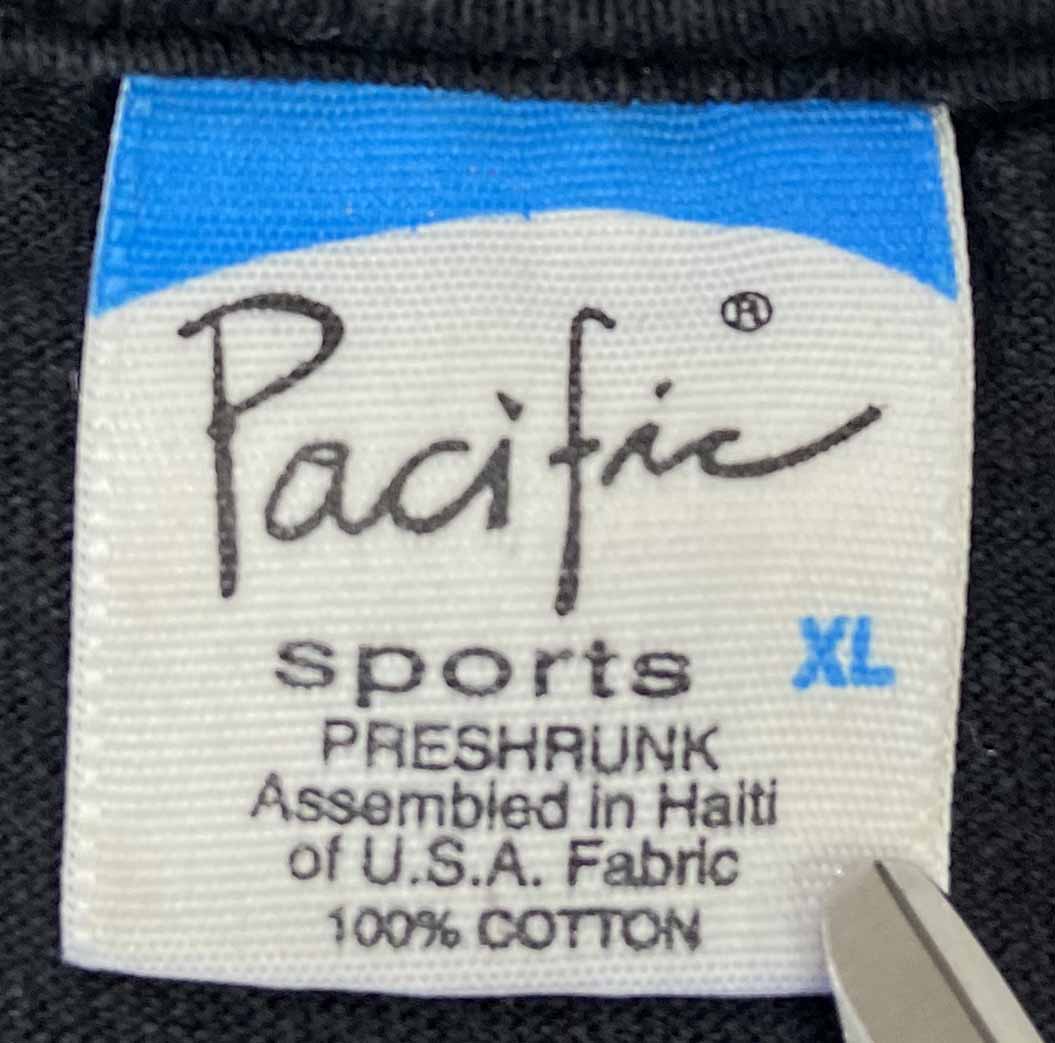 Pacific ®
sports XL
PRESHRUNK
Assembled in Haiti
of U.S.A. Fabric
100% COTTON